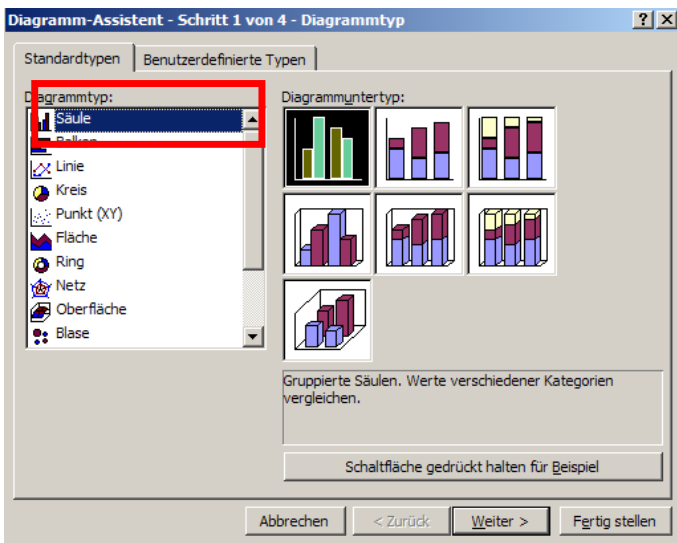 Diagramm-Assistent - Schritt 1 von 4 - Diagrammtyp
Standardtypen
Benutzerdefinierte Typen
Diagrammtyp:
Säule
Balken
Linie
Kreis
Punkt (XY)
Fläche
Ring
Netz
Oberfläche
Blase
Diagrammuntertyp:
Gruppierte Säulen. Werte verschiedener Kategorien
vergleichen.
Schaltfläche gedrückt halten für Beispiel
Abbrechen
< Zurück
Weiter >
Fertig stellen